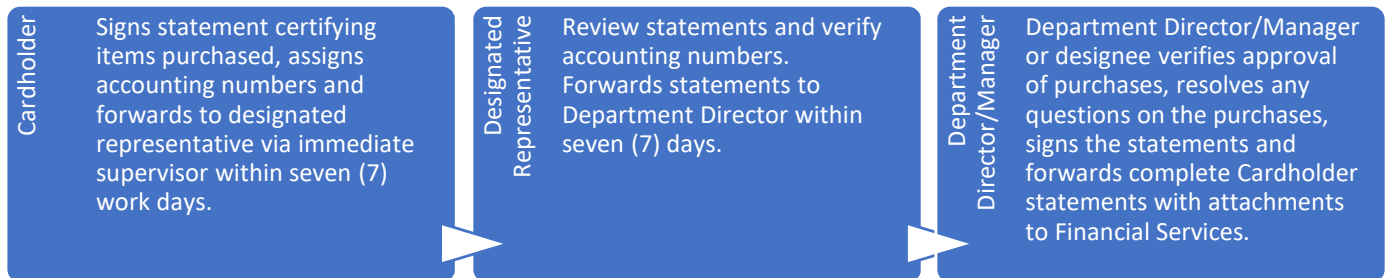 Cardholder
Signs statement certifying
items purchased, assigns
accounting numbers and
forwards to designated
representative via immediate
supervisor within seven (7)
work days.
Designated
Representative
Review statements and verify
accounting numbers.
Forwards statements to
Department Director within
seven (7) days.
Department
Director/Manager
Department Director/Manager
or designee verifies approval
of purchases, resolves any
questions on the purchases,
signs the statements and
forwards complete Cardholder
statements with attachments
to Financial Services.